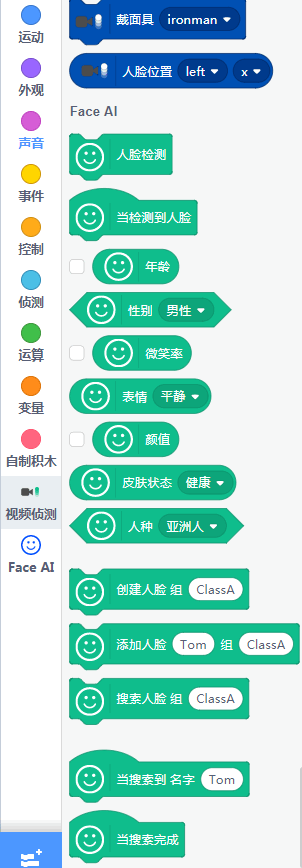 运动
外观
声音
事件
控制
侦测
运算
变量
自制积木
视频侦测
Face AI
戴面具 ironman
人脸位置 left x
Face AI
人脸检测
当检测到人脸
年龄
性别 男性
微笑率
表情 平静
颜值
皮肤状态 健康
人种 亚洲人
创建人脸 组 ClassA
添加人脸 Tom 组 ClassA
搜索人脸 组 ClassA
当搜索到 名字 Tom
当搜索完成